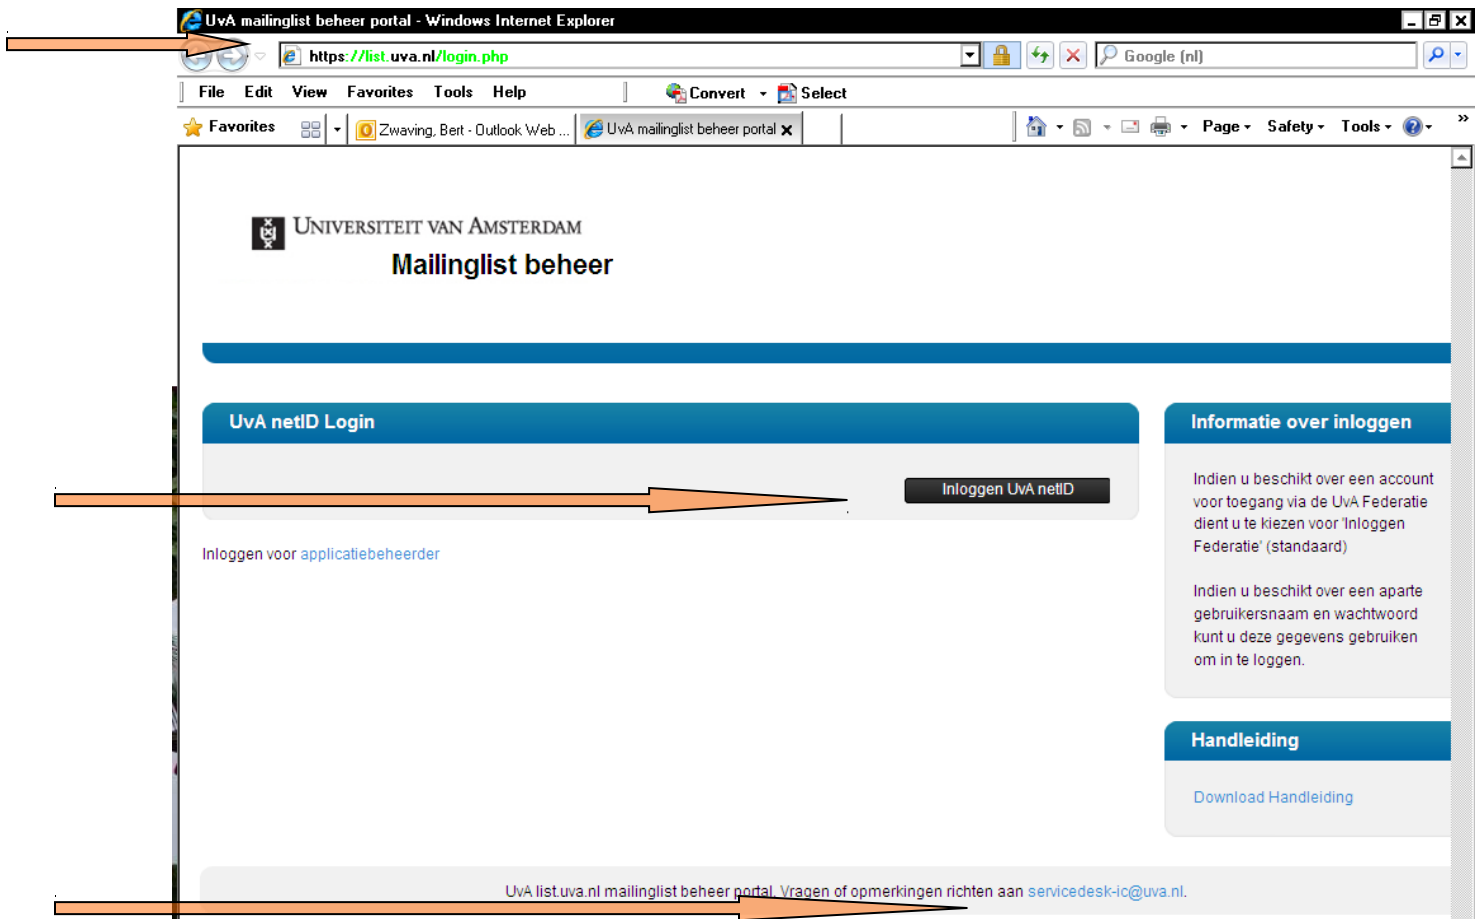 UvA mailinglist beheer portal - Windows Internet Explorer
https://list.uva.nl/login.php
Google (nl)
File Edit View Favorites Tools Help
Convert Select
Favorites
Zwaving, Bert - Outlook Web ...
UvA mailinglist beheer portal
Page Safety Tools
UNIVERSITEIT VAN AMSTERDAM
Mailinglist beheer
UvA netID Login
Inloggen UvA netID
Inloggen voor applicatiebeheerder
Informatie over inloggen
Indien u beschikt over een account
voor toegang via de UvA Federatie
dient u te kiezen voor 'Inloggen
Federatie' (standaard)
Indien u beschikt over een aparte
gebruikersnaam en wachtwoord
kunt u deze gegevens gebruiken
om in te loggen.
Handleiding
Download Handleiding
UvA list.uva.nl mailinglist beheer portal. Vragen of opmerkingen richten aan servicedesk-ic@uva.nl.